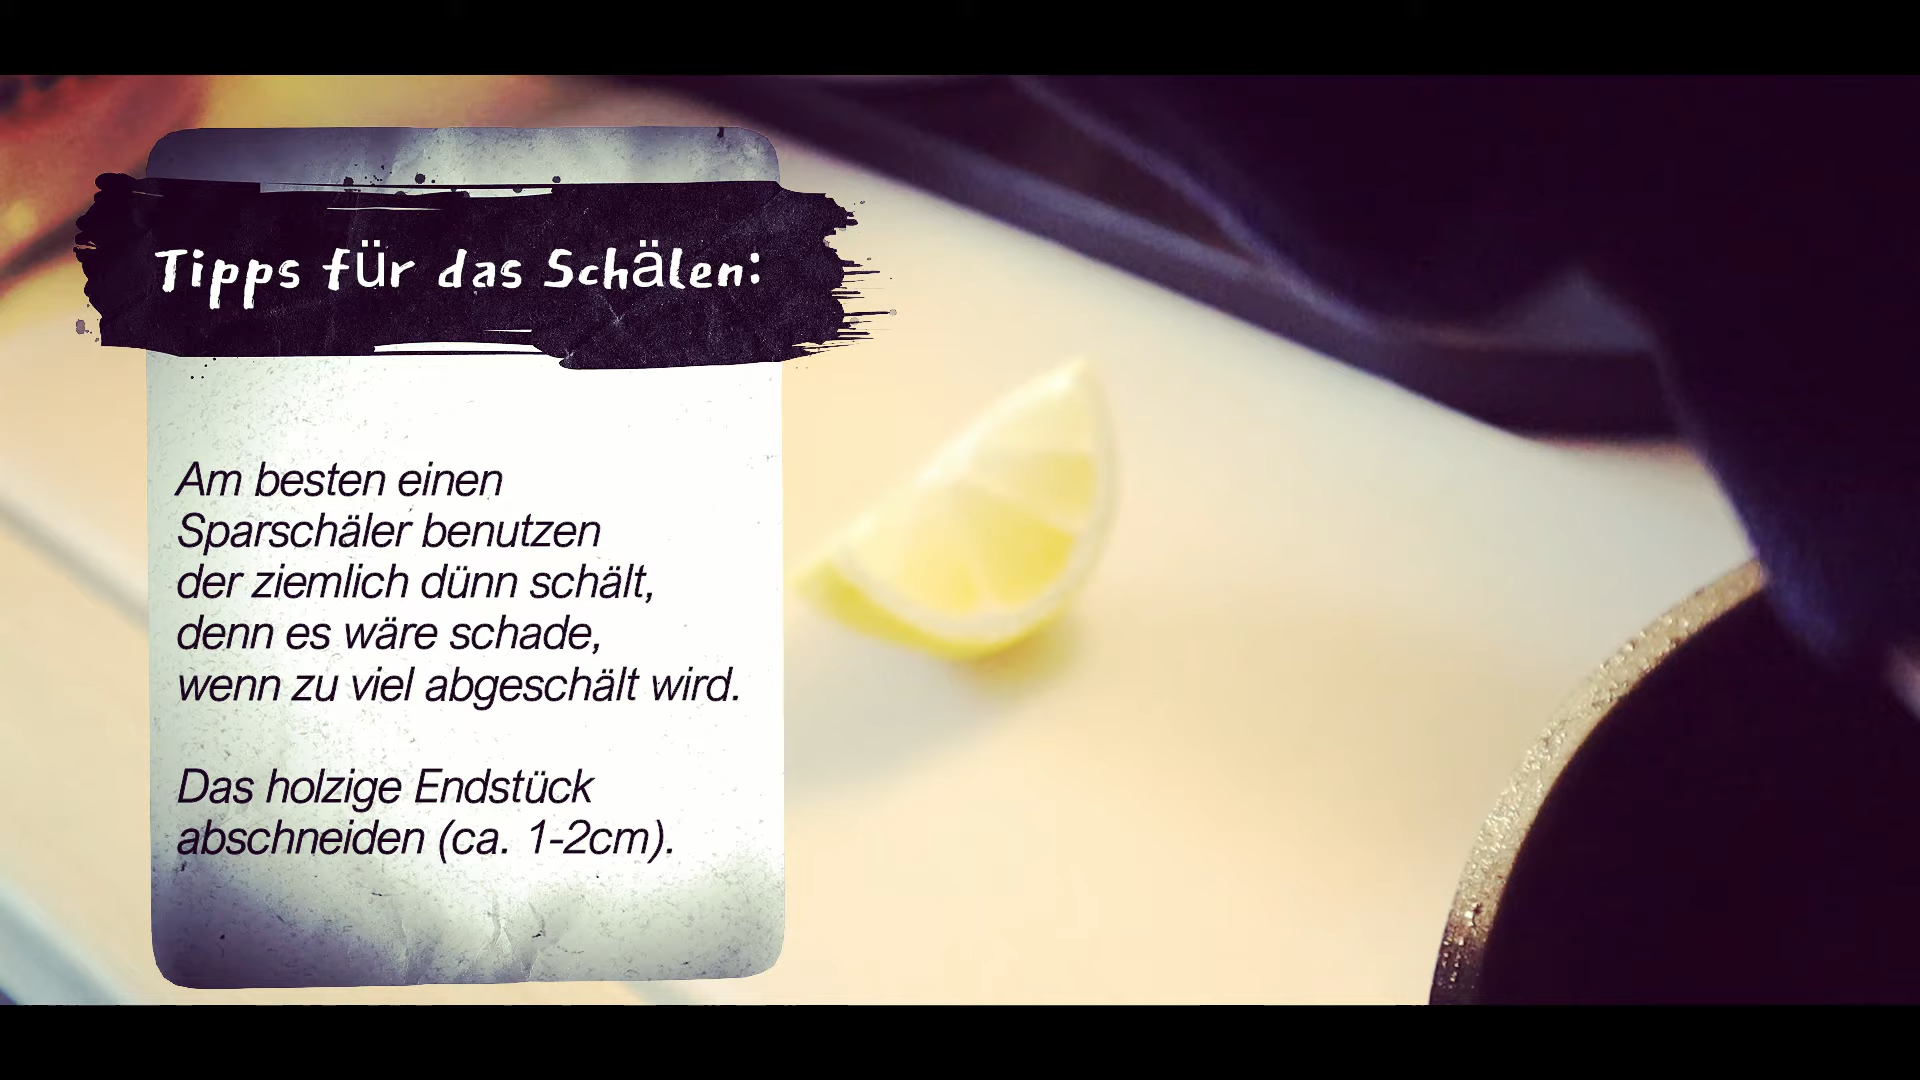 Tipps für das Schälen:
Am besten einen
Sparschäler benutzen
der ziemlich dünn schält,
denn es wäre schade,
wenn zu viel abgeschält wird.
Das holzige Endstück
abschneiden (ca. 1-2cm).